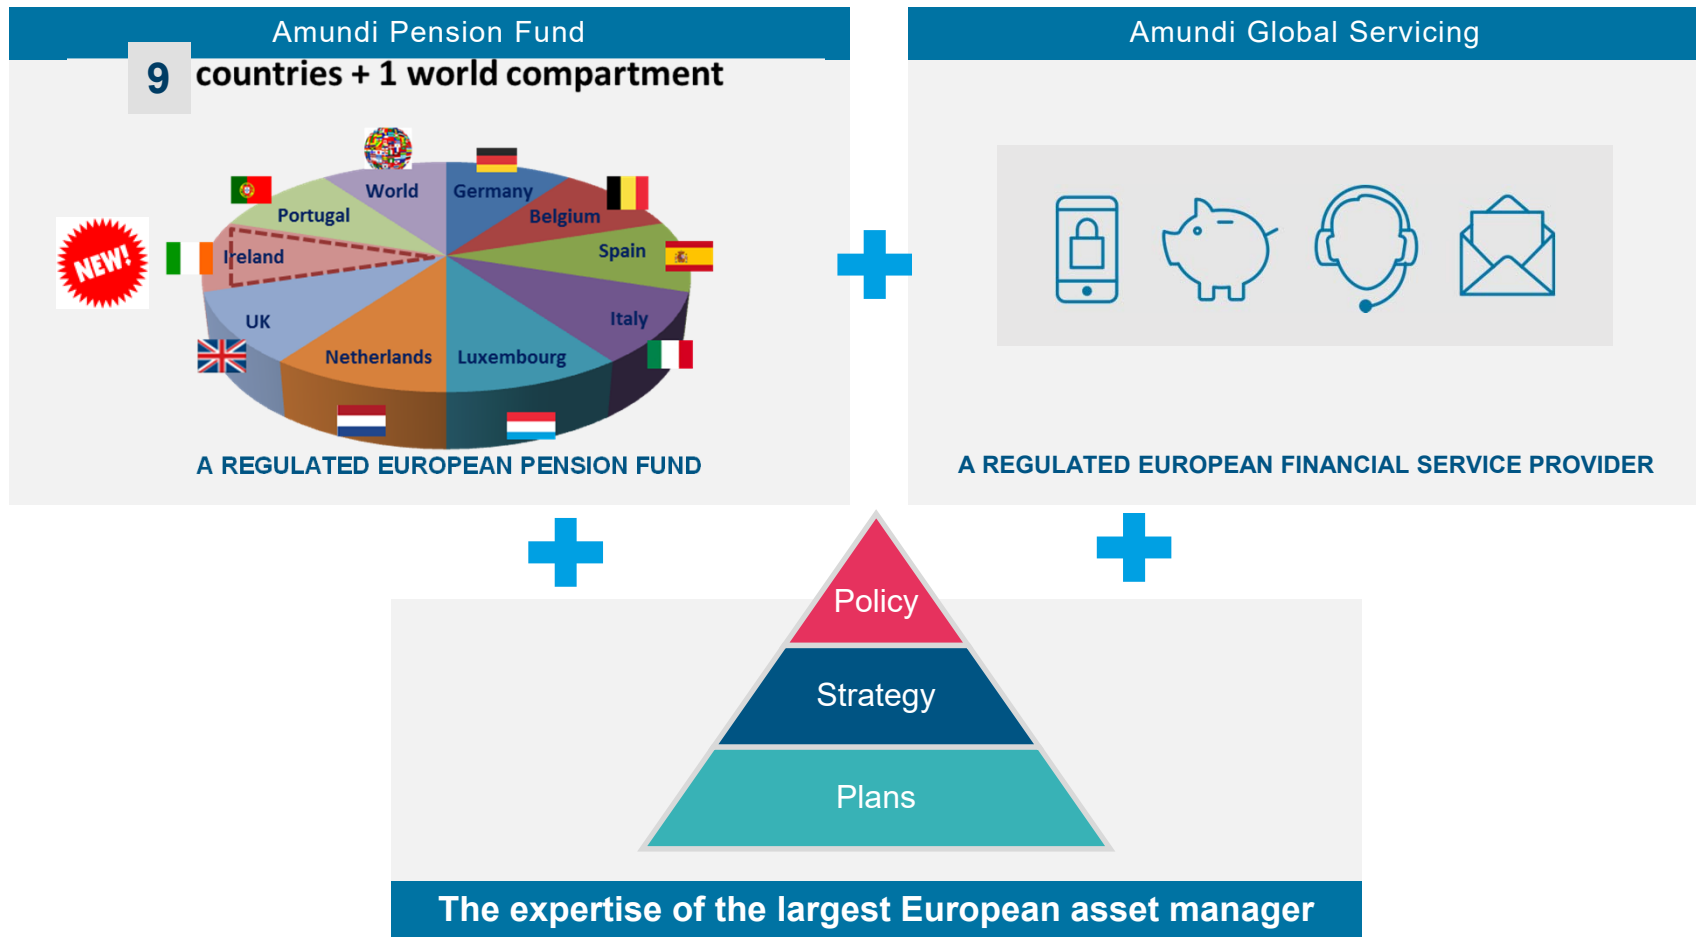 Amundi Pension Fund
9 countries + 1 world compartment
World
Germany
Portugal
Belgium
NEW!
Ireland
Spain
UK
Italy
Netherlands
Luxembourg
A REGULATED EUROPEAN PENSION FUND
Amundi Global Servicing
A REGULATED EUROPEAN FINANCIAL SERVICE PROVIDER
Policy
Strategy
Plans
The expertise of the largest European asset manager